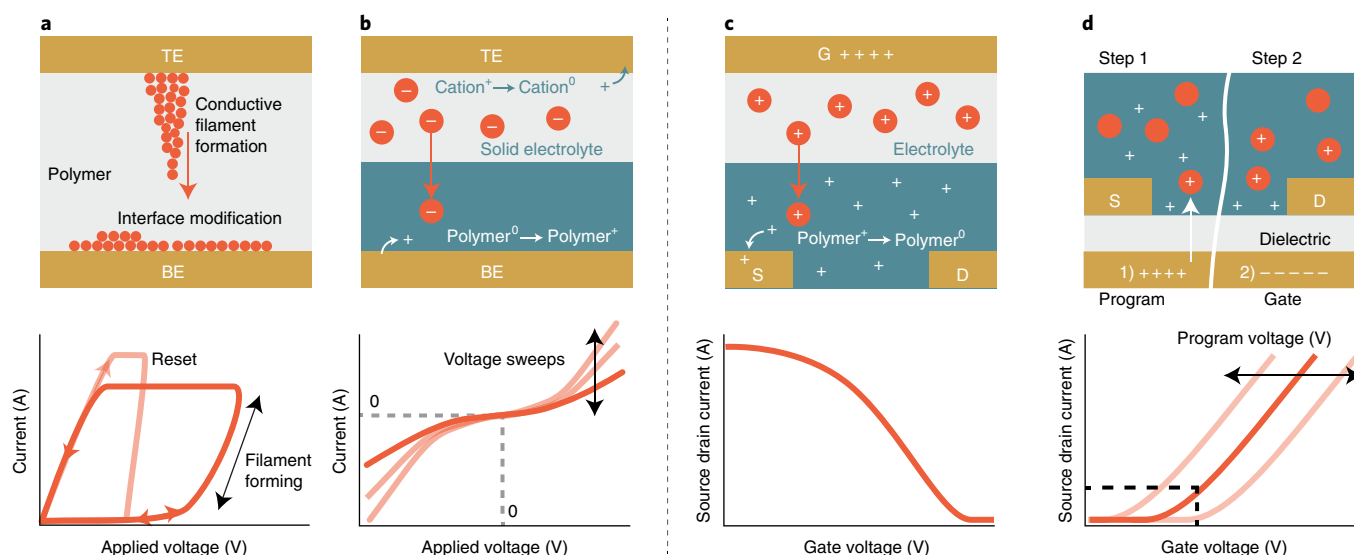 a
TE
Conductive
filament
formation
Polymer
Interface modification
BE
Current (A)
Reset
Filament
forming
Applied voltage (V)
b
TE
Cation⁺ → Cation⁰
+
− − − − −
Solid electrolyte
−
+
Polymer⁰ → Polymer⁺
BE
Current (A)
Voltage sweeps
0
0
Applied voltage (V)
c
G + + + +
+ + + + + +
Electrolyte
+ + + + + +
+
+ Polymer⁺ → Polymer⁰
+
S + + D
Source drain current (A)
Gate voltage (V)
d
Step 1 Step 2
+ + + + +
+ + + +
S + + + D
Dielectric
1) + + + + 2) − − − − −
Program Gate
Program voltage (V)
Source drain current (A)
Gate voltage (V)